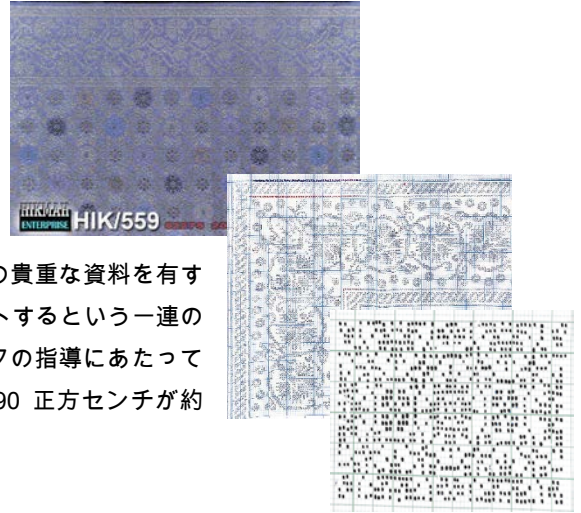 HIKMAH
ENTERPRISE HIK/559
の貴重な資料を有す
トするという一連の
フの指導にあたって
90 正方センチが約